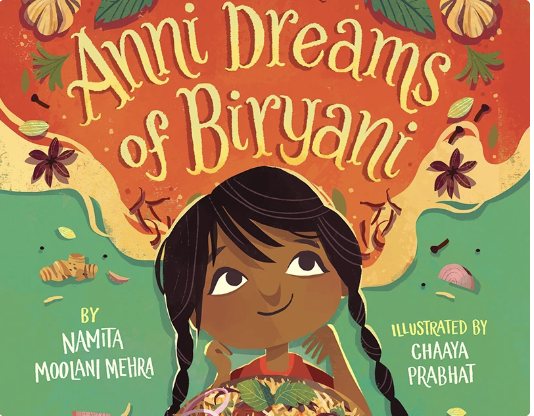 Anni Dreams
of Biryani
BY
NAMITA
MOOLANI MEHRA
ILLUSTRATED BY
CHAAYA
PRABHAT